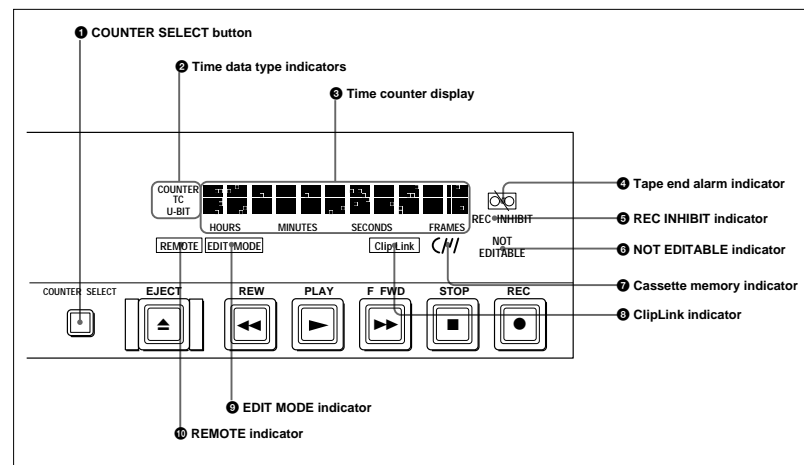 ❶ COUNTER SELECT button
❷ Time data type indicators
❸ Time counter display
COUNTER
TC
U-BIT
HOURS MINUTES SECONDS FRAMES
REMOTE EDIT MODE ClipLink
REC INHIBIT
NOT
EDITABLE
❹ Tape end alarm indicator
❺ REC INHIBIT indicator
❻ NOT EDITABLE indicator
❼ Cassette memory indicator
❽ ClipLink indicator
COUNTER SELECT EJECT REW PLAY F FWD STOP REC
❾ EDIT MODE indicator
❿ REMOTE indicator